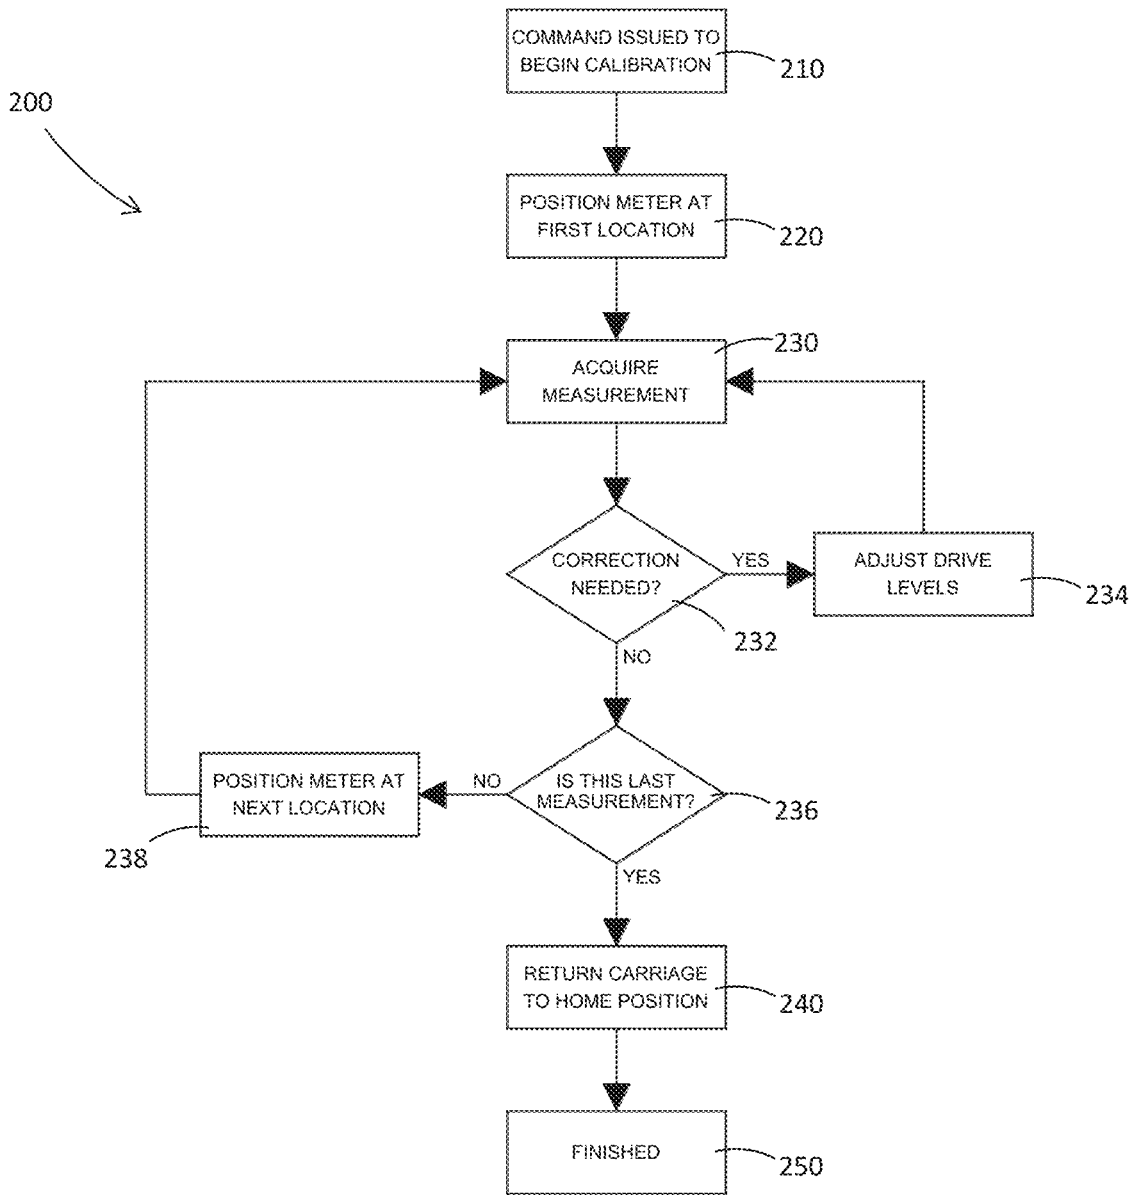 COMMAND ISSUED TO
BEGIN CALIBRATION
210
200
POSITION METER AT
FIRST LOCATION
220
230
ACQUIRE
MEASUREMENT
CORRECTION
NEEDED?
YES
ADJUST DRIVE
LEVELS
234
232
NO
IS THIS LAST
MEASUREMENT?
236
NO
POSITION METER AT
NEXT LOCATION
238
YES
RETURN CARRIAGE
TO HOME POSITION
240
FINISHED
250